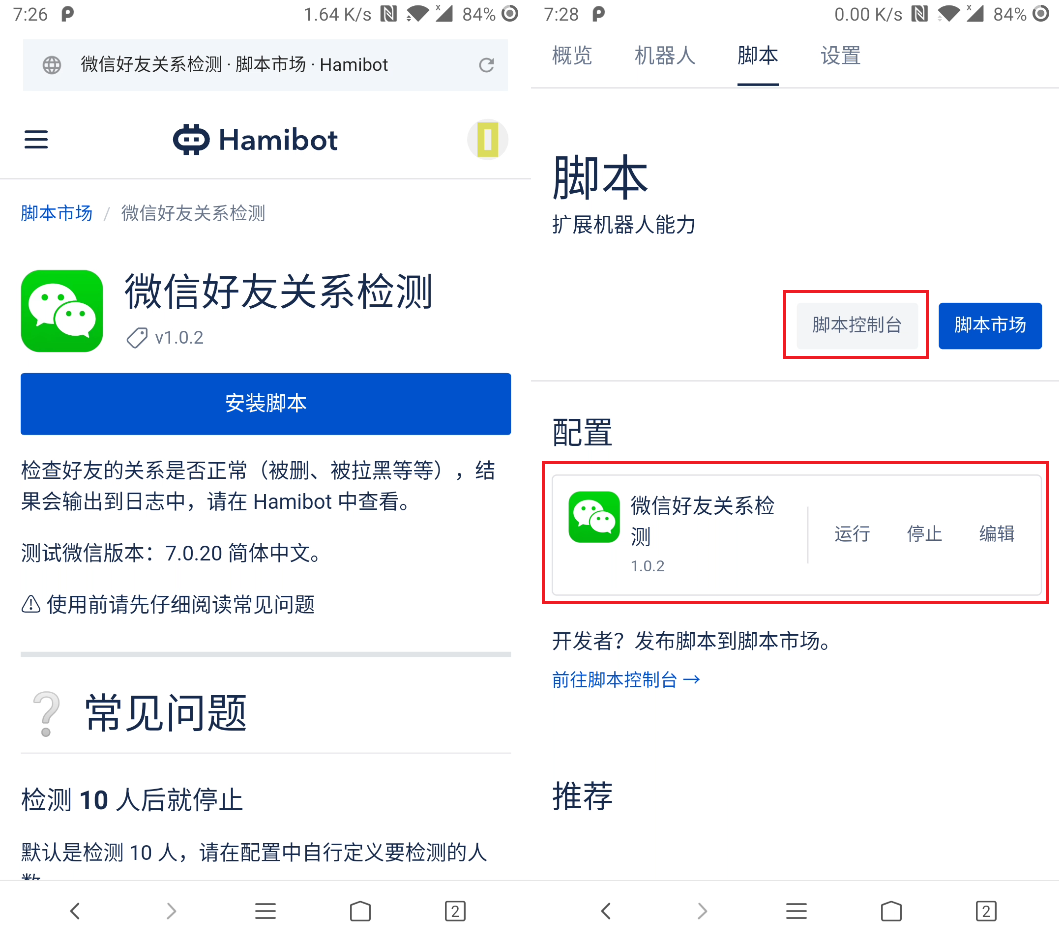 7:26
1.64 K/s
84%
微信好友关系检测 · 脚本市场 · Hamibot
Hamibot
脚本市场 / 微信好友关系检测
微信好友关系检测
v1.0.2
安装脚本
检查好友的关系是否正常（被删、被拉黑等等），结
果会输出到日志中，请在 Hamibot 中查看。
测试微信版本：7.0.20 简体中文。
⚠ 使用前请先仔细阅读常见问题
❔ 常见问题
检测 10 人后就停止
默认是检测 10 人，请在配置中自行定义要检测的人
2
7:28
0.00 K/s
84%
概览 机器人 脚本 设置
脚本
扩展机器人能力
脚本控制台
脚本市场
配置
微信好友关系检
测
1.0.2
运行 停止 编辑
开发者？发布脚本到脚本市场。
前往脚本控制台 →
推荐
2